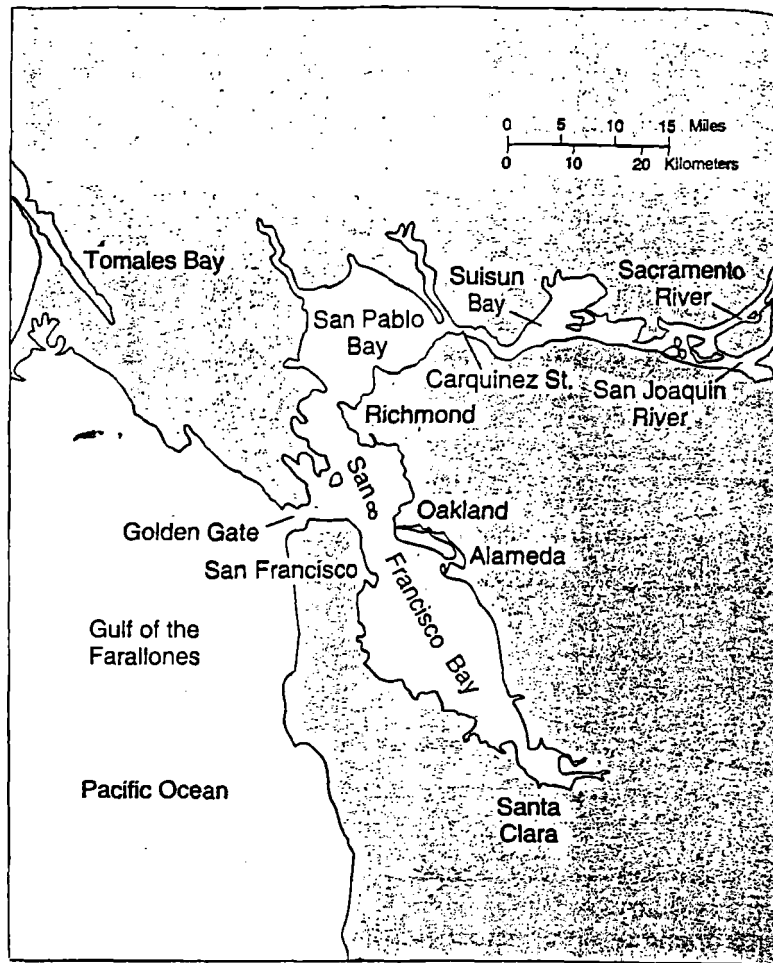 0 5 10 15 Miles
0 10 20 Kilometers
Tomales Bay
Suisun
Bay
Sacramento
River
San Pablo
Bay
Carquinez St.
San Joaquin
River
Richmond
San
Francisco Bay
Oakland
Golden Gate
Alameda
San Francisco
Gulf of the
Farallones
Pacific Ocean
Santa
Clara